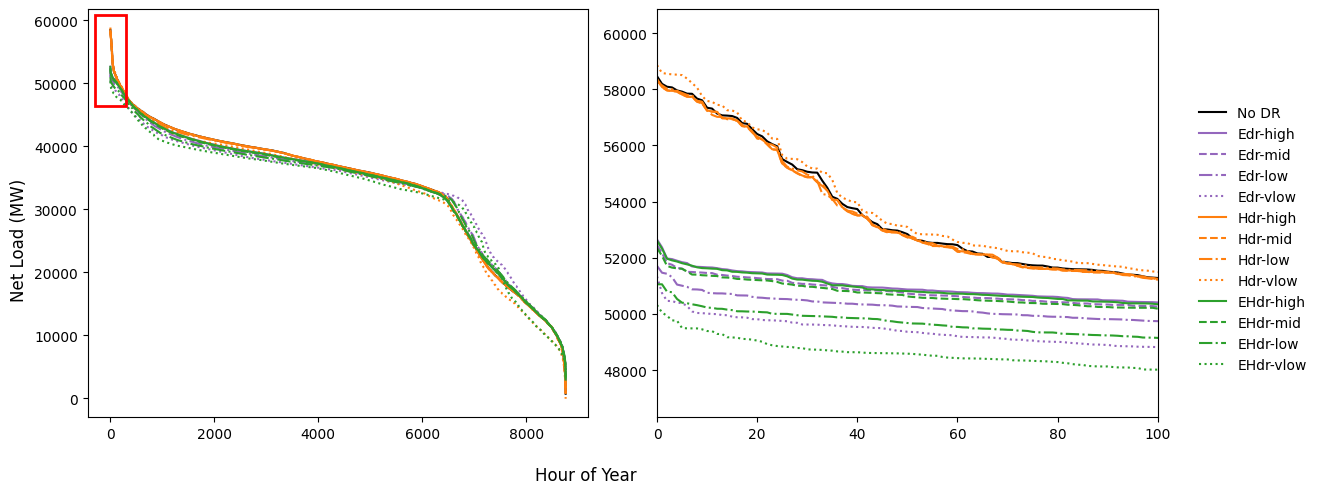 Net Load (MW)
60000
50000
40000
30000
20000
10000
0
0 2000 4000 6000 8000
60000
58000
56000
54000
52000
50000
48000
0 20 40 60 80 100
Hour of Year
No DR
Edr-high
Edr-mid
Edr-low
Edr-vlow
Hdr-high
Hdr-mid
Hdr-low
Hdr-vlow
EHdr-high
EHdr-mid
EHdr-low
EHdr-vlow